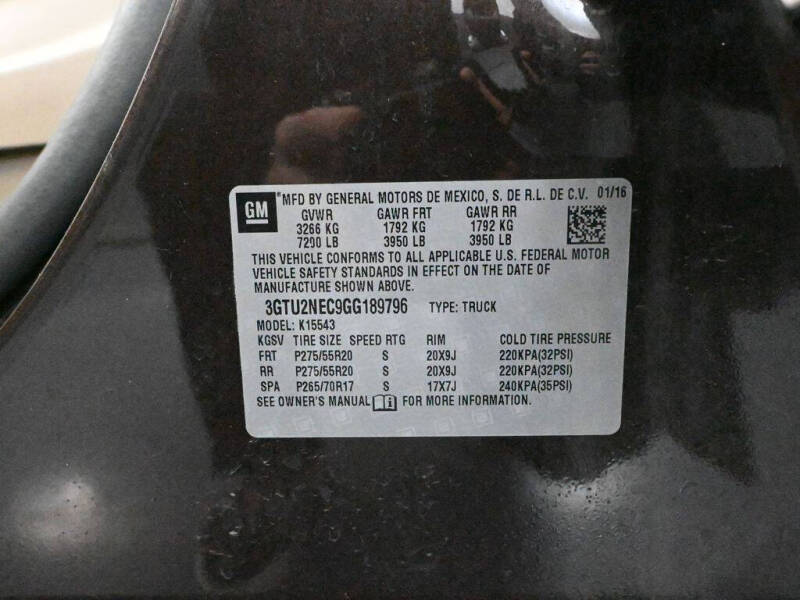 GM *MFD BY GENERAL MOTORS DE MEXICO, S. DE R.L. DE C.V. 01/16
GVWR GAWR FRT GAWR RR
3266 KG 1792 KG 1792 KG
7290 LB 3950 LB 3950 LB
THIS VEHICLE CONFORMS TO ALL APPLICABLE U.S. FEDERAL MOTOR
VEHICLE SAFETY STANDARDS IN EFFECT ON THE DATE OF
MANUFACTURE SHOWN ABOVE.
3GTU2NEC9GG189796 TYPE: TRUCK
MODEL: K15543
KGSV TIRE SIZE SPEED RTG RIM COLD TIRE PRESSURE
FRT P275/55R20 S 20X9J 220KPA(32PSI)
RR P275/55R20 S 20X9J 220KPA(32PSI)
SPA P265/70R17 S 17X7J 240KPA(35PSI)
SEE OWNER'S MANUAL FOR MORE INFORMATION.